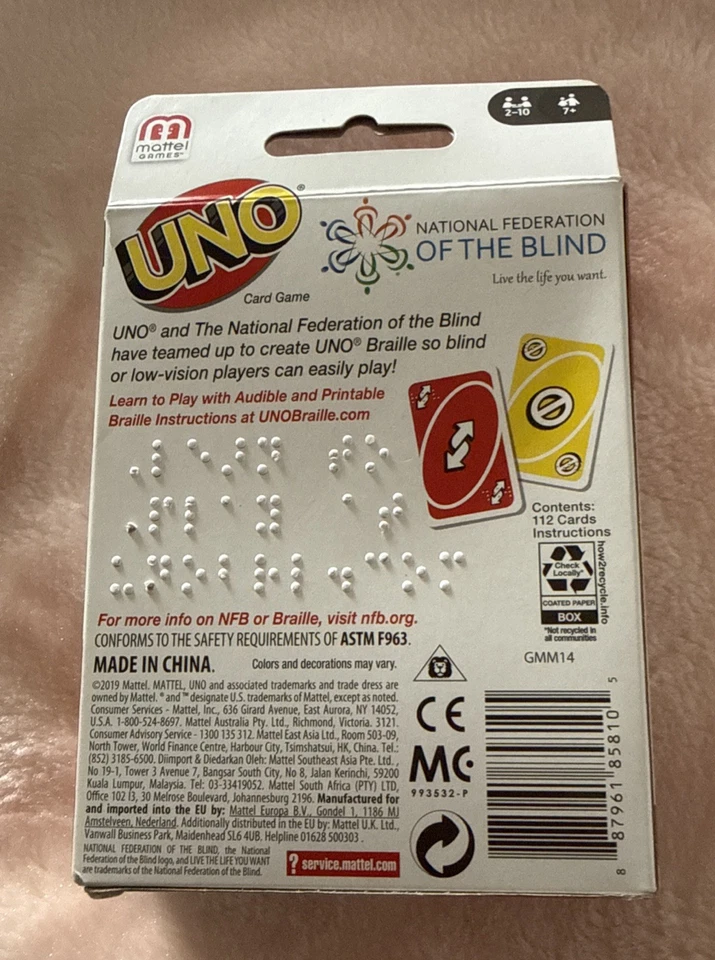 mattel
GAMES™
2-10
7+
UNO®
Card Game
NATIONAL FEDERATION
OF THE BLIND
Live the life you want.
UNO® and The National Federation of the Blind
have teamed up to create UNO® Braille so blind
or low-vision players can easily play!
Learn to Play with Audible and Printable
Braille Instructions at UNOBraille.com
Contents:
112 Cards
Instructions
Check
Locally*
COATED PAPER
BOX
*Not recycled in
all communities
how2recycle.info
GMM14
For more info on NFB or Braille, visit nfb.org.
CONFORMS TO THE SAFETY REQUIREMENTS OF ASTM F963.
MADE IN CHINA.
Colors and decorations may vary.
©2019 Mattel. MATTEL, UNO and associated trademarks and trade dress are
owned by Mattel. ® and ™ designate U.S. trademarks of Mattel, except as noted.
Consumer Services - Mattel, Inc., 636 Girard Avenue, East Aurora, NY 14052,
U.S.A. 1-800-524-8697. Mattel Australia Pty. Ltd., Richmond, Victoria. 3121.
Consumer Advisory Service - 1300 135 312. Mattel East Asia Ltd., Room 503-09,
North Tower, World Finance Centre, Harbour City, Tsimshatsui, HK, China. Tel.:
(852) 3185-6500. Diimport & Diedarkan Oleh: Mattel Southeast Asia Pte. Ltd.,
No 19-1, Tower 3 Avenue 7, Bangsar South City, No 8, Jalan Kerinchi, 59200
Kuala Lumpur, Malaysia. Tel: 03-33419052. Mattel South Africa (PTY) LTD,
Office 102 I3, 30 Melrose Boulevard, Johannesburg 2196. Manufactured for
and imported into the EU by: Mattel Europa B.V., Gondel 1, 1186 MJ
Amstelveen, Nederland. Additionally distributed in the EU by: Mattel U.K. Ltd.,
Vanwall Business Park, Maidenhead SL6 4UB. Helpline 01628 500303.
NATIONAL FEDERATION OF THE BLIND, the National
Federation of the Blind logo, and LIVE THE LIFE YOU WANT
are trademarks of the National Federation of the Blind.
? service.mattel.com
CE
993532-P
8 87961 85810 5